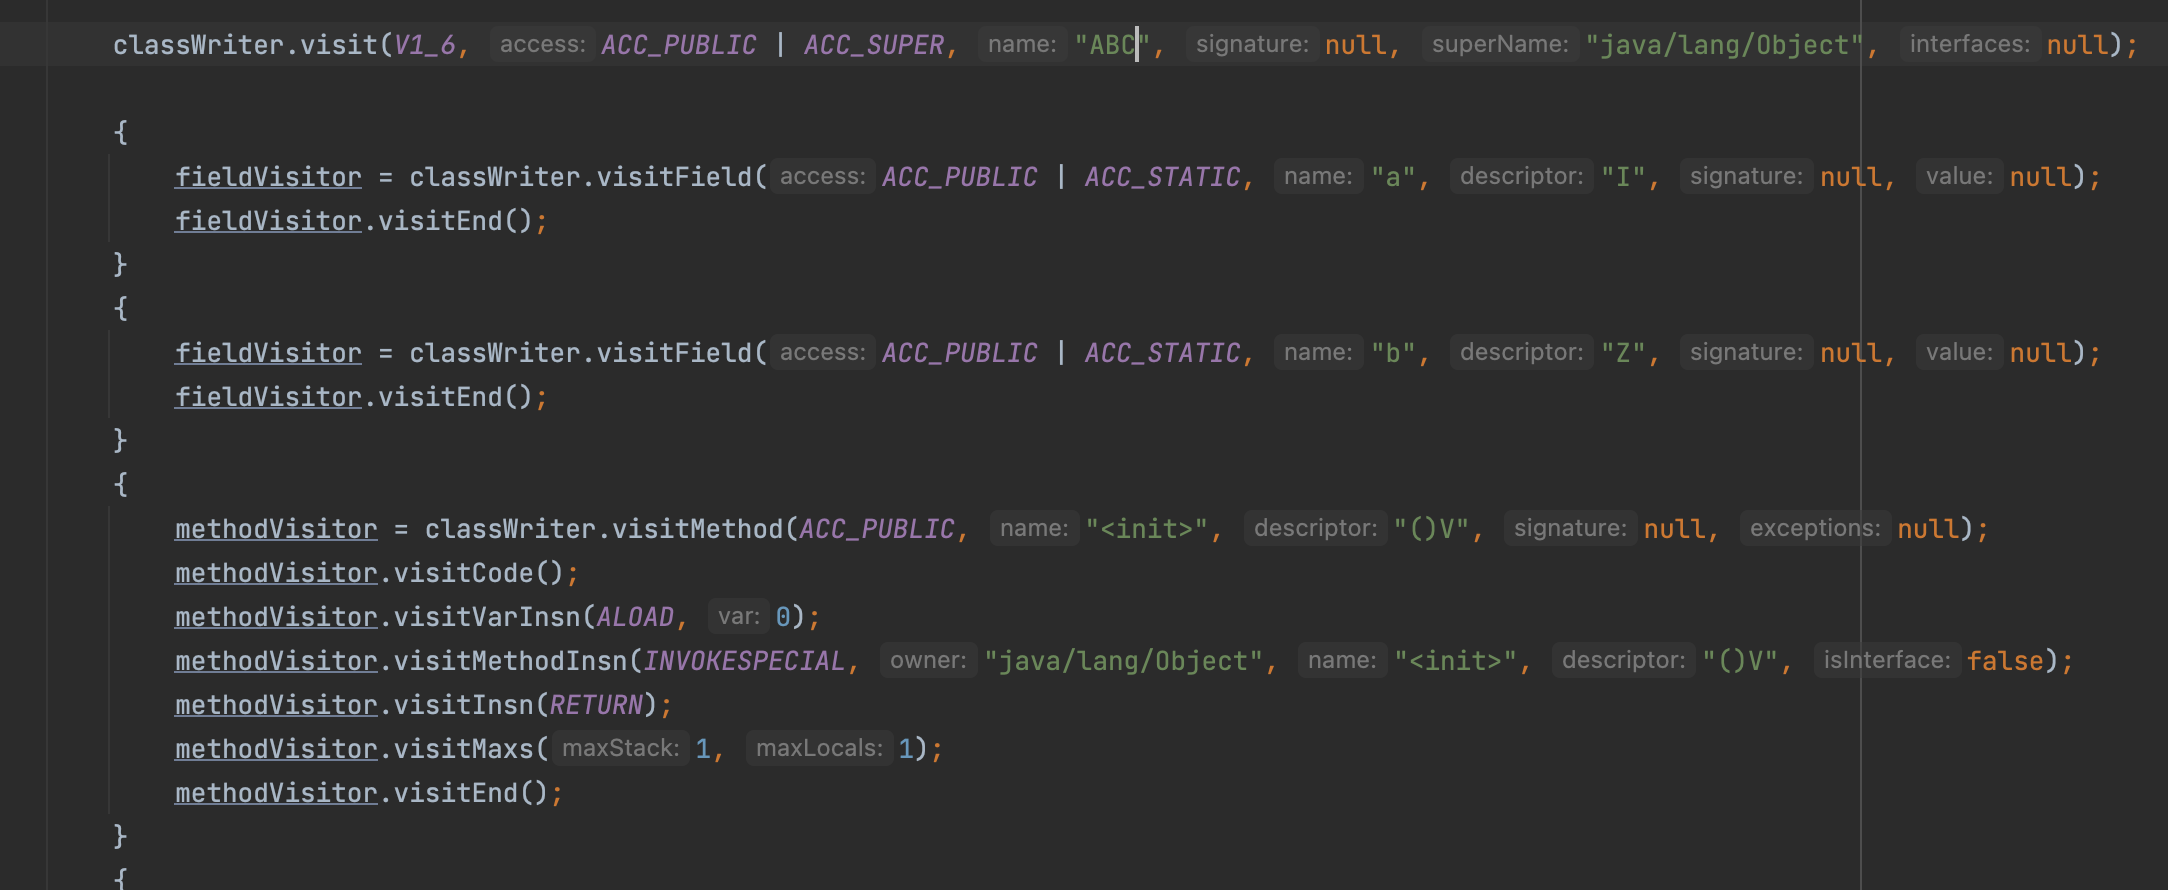 classWriter.visit(V1_6, access: ACC_PUBLIC | ACC_SUPER, name: "ABC", signature: null, superName: "java/lang/Object", interfaces: null);
{
fieldVisitor = classWriter.visitField(access: ACC_PUBLIC | ACC_STATIC, name: "a", descriptor: "I", signature: null, value: null);
fieldVisitor.visitEnd();
}
{
fieldVisitor = classWriter.visitField(access: ACC_PUBLIC | ACC_STATIC, name: "b", descriptor: "Z", signature: null, value: null);
fieldVisitor.visitEnd();
}
{
methodVisitor = classWriter.visitMethod(ACC_PUBLIC, name: "<init>", descriptor: "()V", signature: null, exceptions: null);
methodVisitor.visitCode();
methodVisitor.visitVarInsn(ALOAD, var: 0);
methodVisitor.visitMethodInsn(INVOKESPECIAL, owner: "java/lang/Object", name: "<init>", descriptor: "()V", isInterface: false);
methodVisitor.visitInsn(RETURN);
methodVisitor.visitMaxs(maxStack: 1, maxLocals: 1);
methodVisitor.visitEnd();
}
{